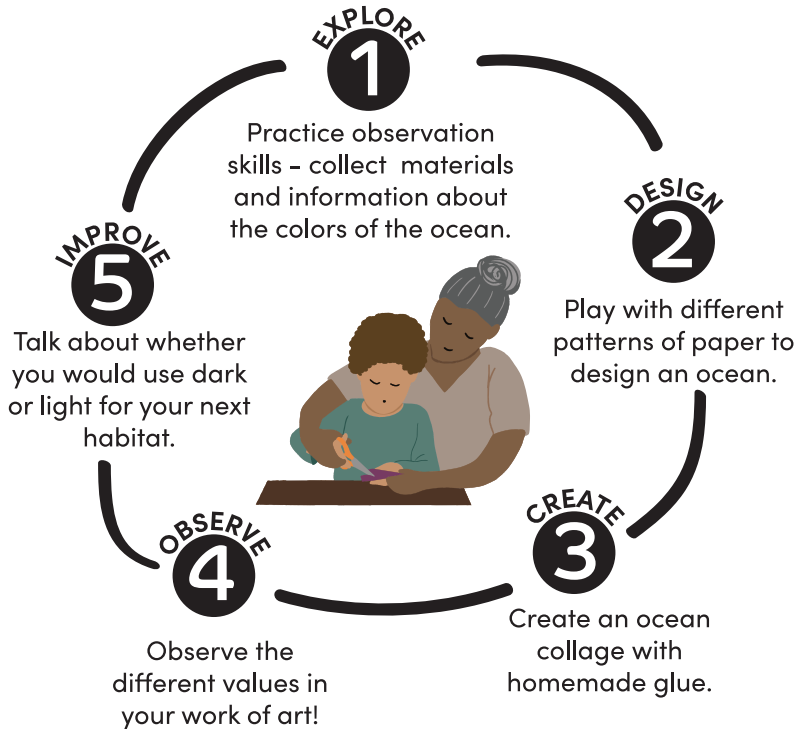 EXPLORE
1
Practice observation
skills - collect materials
and information about
the colors of the ocean.
DESIGN
2
Play with different
patterns of paper to
design an ocean.
CREATE
3
Create an ocean
collage with
homemade glue.
OBSERVE
4
Observe the
different values in
your work of art!
IMPROVE
5
Talk about whether
you would use dark
or light for your next
habitat.